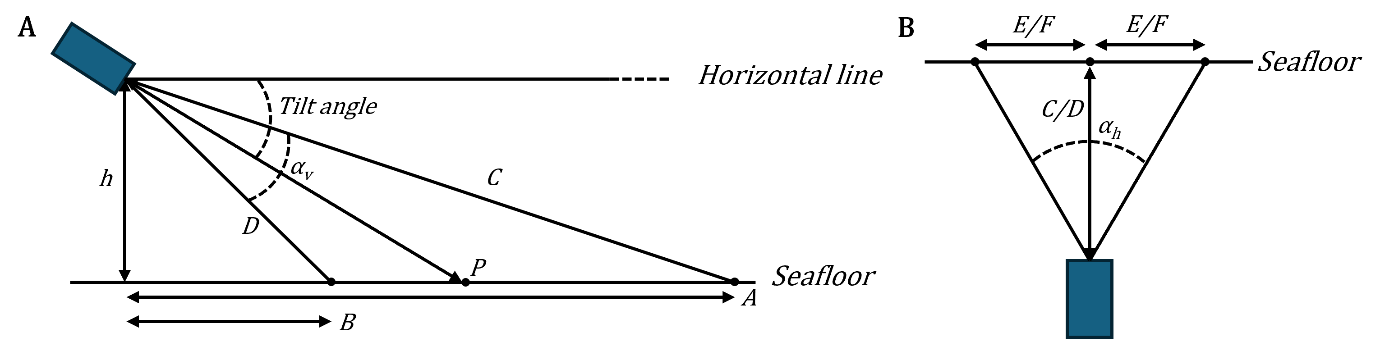 A
Horizontal line
Tilt angle
αᵥ
h
C
D
P
Seafloor
A
B
B
E/F
E/F
Seafloor
C/D
αₕ